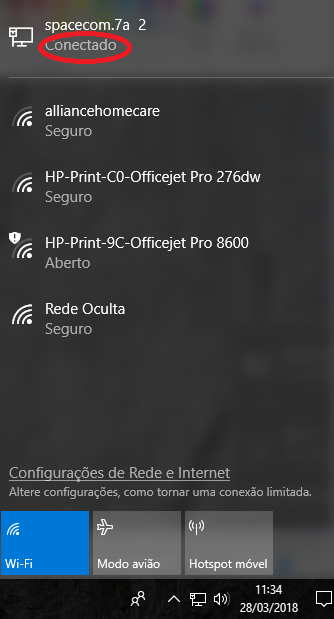 spacecom.7a 2
Conectado
alliancehomecare
Seguro
HP-Print-C0-Officejet Pro 276dw
Seguro
HP-Print-9C-Officejet Pro 8600
Aberto
Rede Oculta
Seguro
Configurações de Rede e Internet
Altere configurações, como tornar uma conexão limitada.
Wi-Fi
Modo avião
Hotspot móvel
11:34
28/03/2018